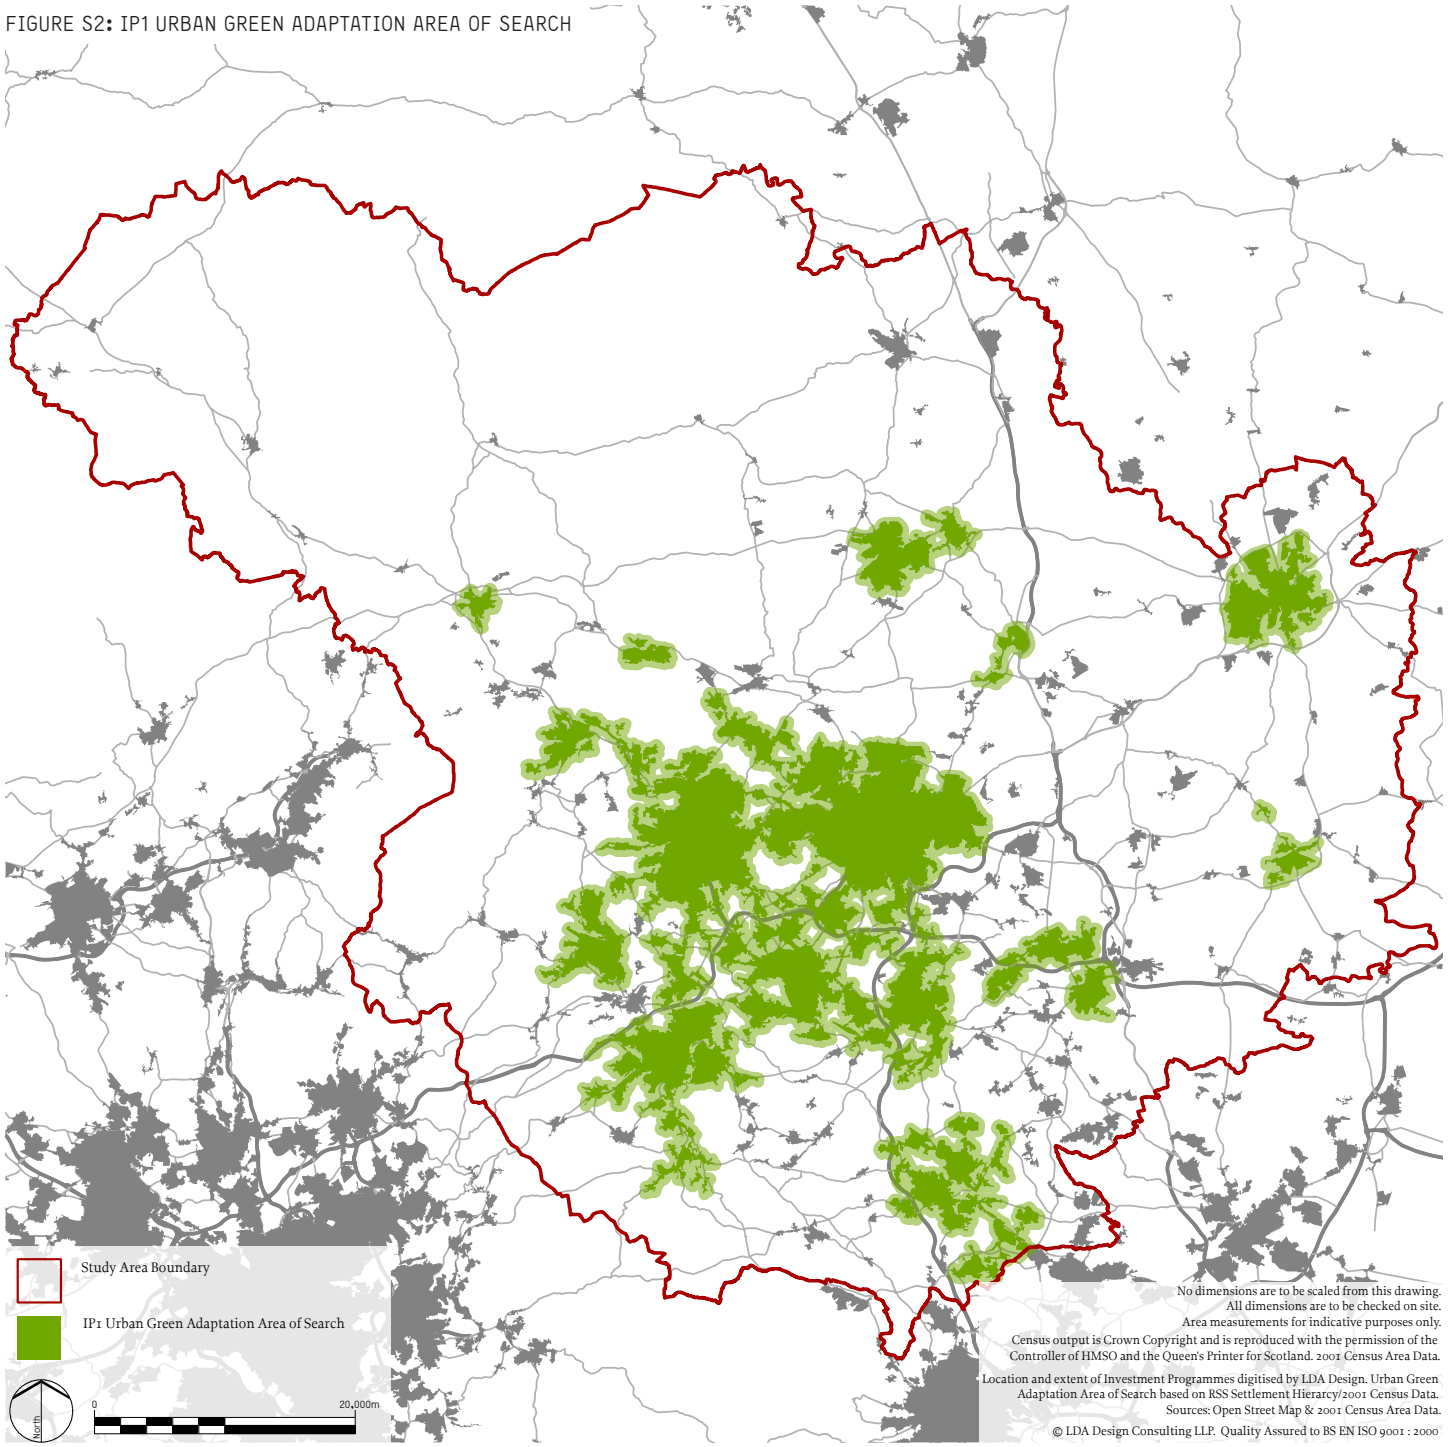 FIGURE S2: IP1 URBAN GREEN ADAPTATION AREA OF SEARCH
Study Area Boundary
IP1 Urban Green Adaptation Area of Search
North
0 20,000m
No dimensions are to be scaled from this drawing.
All dimensions are to be checked on site.
Area measurements for indicative purposes only.
Census output is Crown Copyright and is reproduced with the permission of the
Controller of HMSO and the Queen's Printer for Scotland. 2001 Census Area Data.
Location and extent of Investment Programmes digitised by LDA Design. Urban Green
Adaptation Area of Search based on RSS Settlement Hierarcy/2001 Census Data.
Sources: Open Street Map & 2001 Census Area Data.
© LDA Design Consulting LLP. Quality Assured to BS EN ISO 9001 : 2000